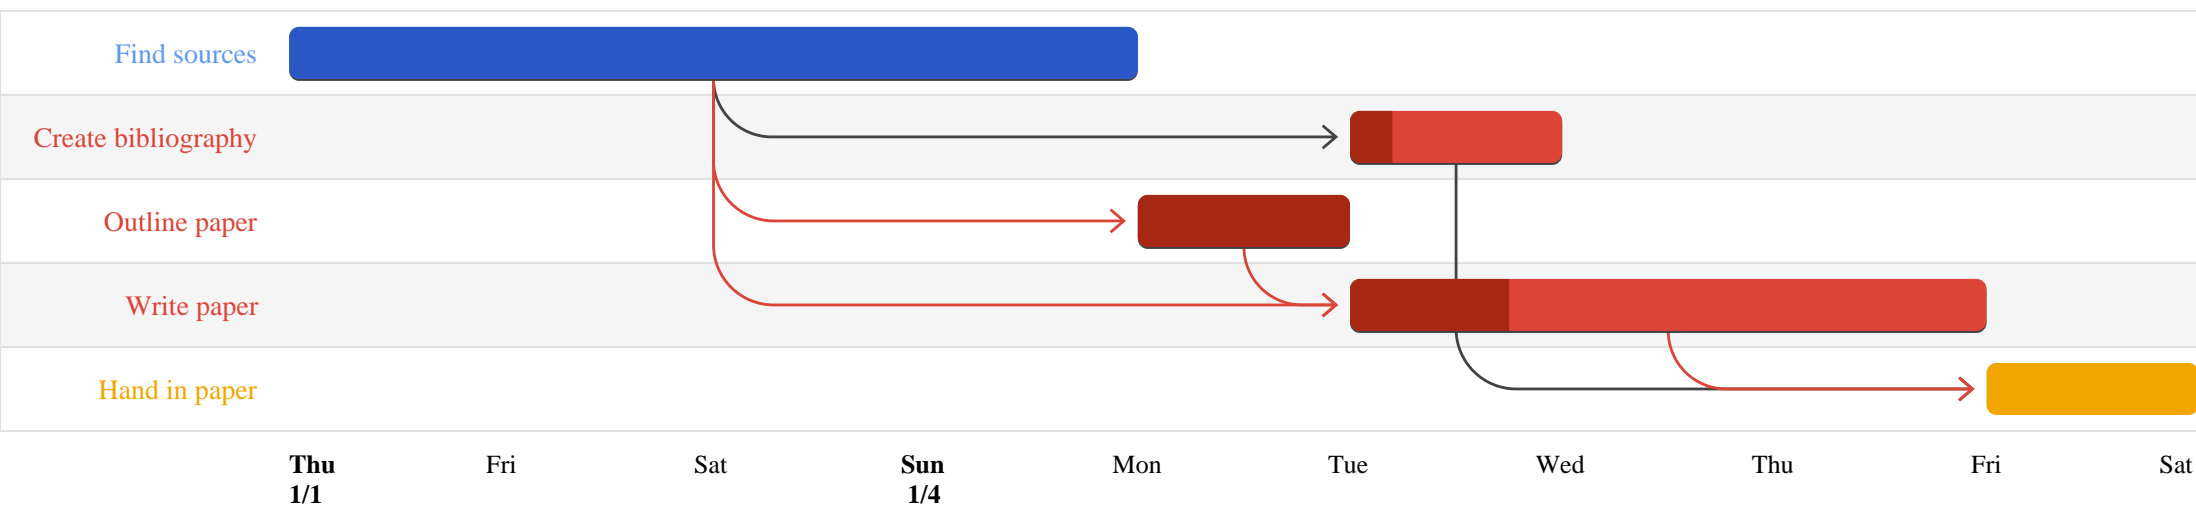 Find sources
Create bibliography
Outline paper
Write paper
Hand in paper
Thu Fri Sat Sun Mon Tue Wed Thu Fri Sat
1/1 1/4